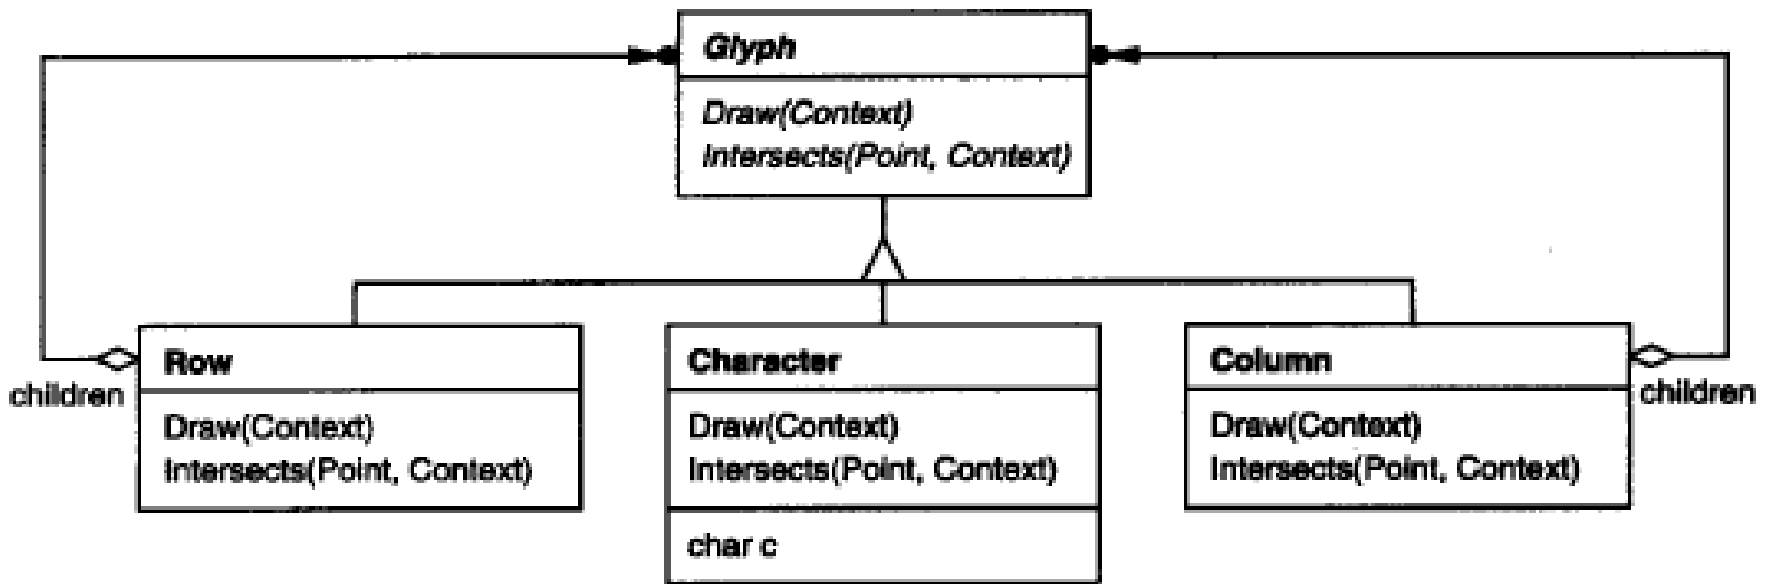 Glyph
Draw(Context)
Intersects(Point, Context)
Row
Draw(Context)
Intersects(Point, Context)
children
Character
Draw(Context)
Intersects(Point, Context)
char c
Column
Draw(Context)
Intersects(Point, Context)
children